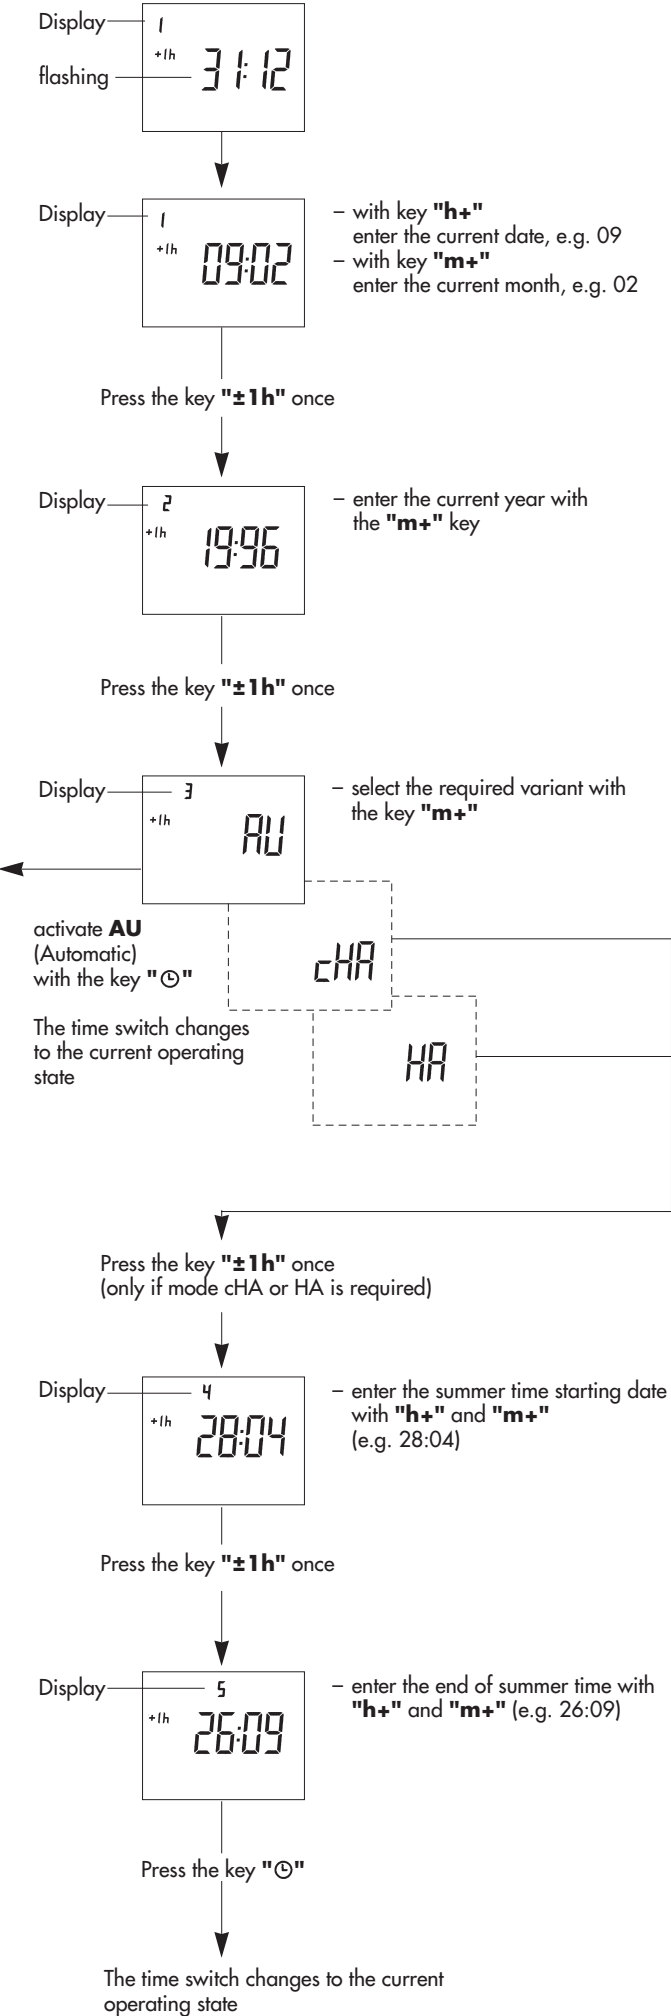 Display
1
+1h
flashing
31:12
Display
1
+1h
09:02
– with key "h+"
enter the current date, e.g. 09
– with key "m+"
enter the current month, e.g. 02
Press the key "±1h" once
Display
2
+1h
19:96
– enter the current year with
the "m+" key
Press the key "±1h" once
Display
3
+1h
AU
– select the required variant with
the key "m+"
activate AU
(Automatic)
with the key "🕒"
The time switch changes
to the current operating
state
cHA
HA
Press the key "±1h" once
(only if mode cHA or HA is required)
Display
4
+1h
28:04
– enter the summer time starting date
with "h+" and "m+"
(e.g. 28:04)
Press the key "±1h" once
Display
5
+1h
26:09
– enter the end of summer time with
"h+" and "m+" (e.g. 26:09)
Press the key "🕒"
The time switch changes to the current
operating state